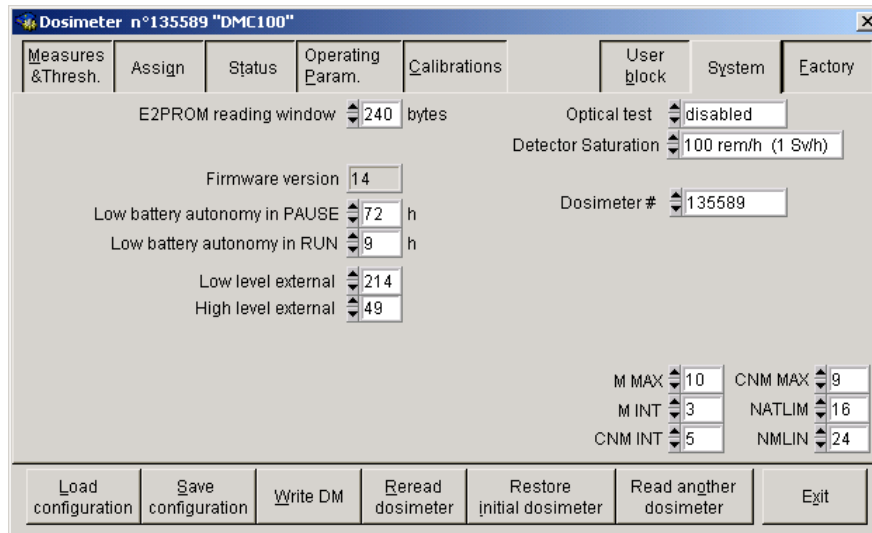 Dosimeter n°135589 "DMC100"
Measures &Thresh.
Assign
Status
Operating Param.
Calibrations
User block
System
Factory
E2PROM reading window 240 bytes
Optical test disabled
Detector Saturation 100 rem/h (1 Sv/h)
Firmware version 14
Dosimeter # 135589
Low battery autonomy in PAUSE 72 h
Low battery autonomy in RUN 9 h
Low level external 214
High level external 49
M MAX 10 CNM MAX 9
M INT 3 NATLIM 16
CNM INT 5 NMLIN 24
Load configuration
Save configuration
Write DM
Reread dosimeter
Restore initial dosimeter
Read another dosimeter
Exit